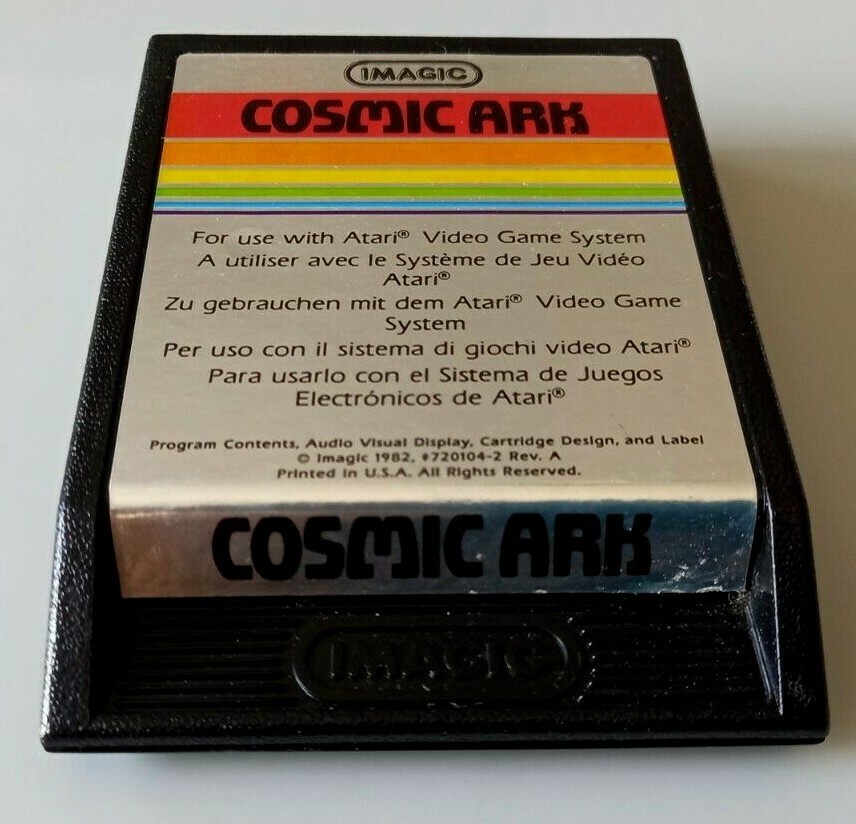 IMAGIC
COSMIC ARK
For use with Atari® Video Game System
A utiliser avec le Système de Jeu Vidéo
Atari®
Zu gebrauchen mit dem Atari® Video Game
System
Per uso con il sistema di giochi video Atari®
Para usarlo con el Sistema de Juegos
Electrónicos de Atari®
Program Contents, Audio Visual Display, Cartridge Design, and Label
© Imagic 1982, #720104-2 Rev. A
Printed in U.S.A. All Rights Reserved.
COSMIC ARK
IMAGIC